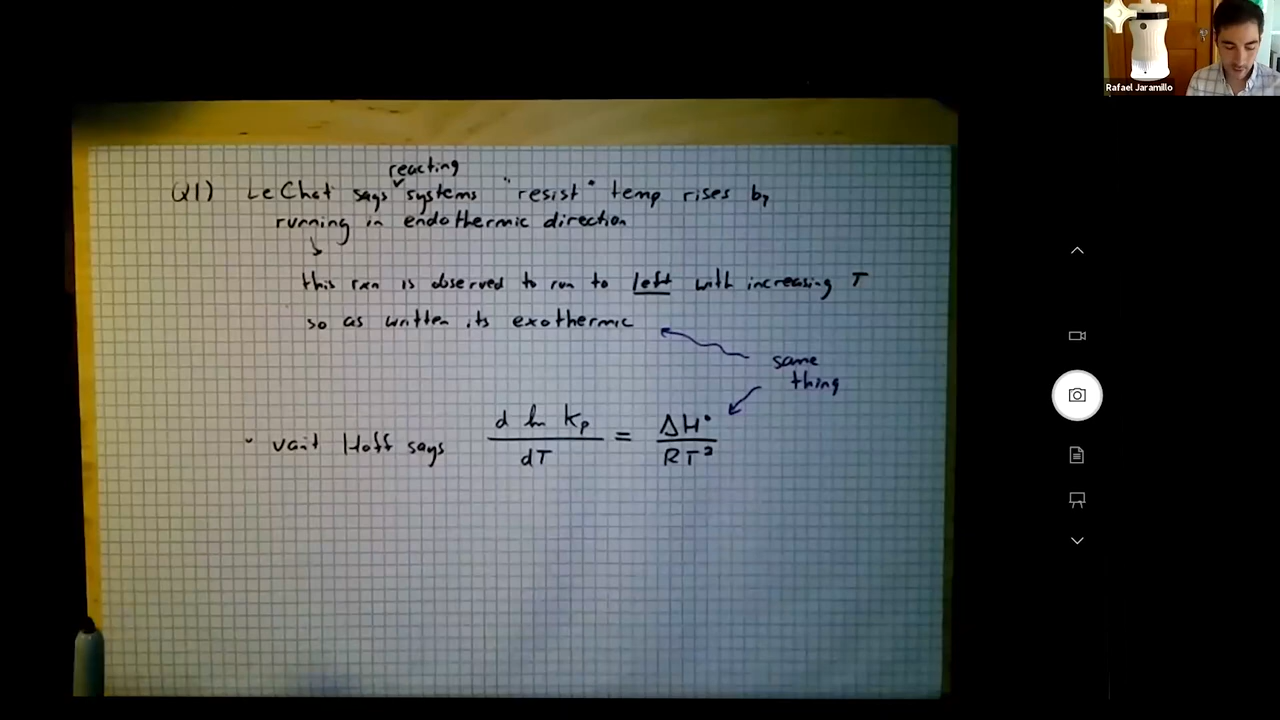 Rafael Jaramillo
reacting
Q1) Le Chat says systems "resist" temp rises by
running in endothermic direction
this rxn is observed to run to left with increasing T
so as written its exothermic
same
thing
van't Hoff says d ln Kp / dT = ΔH° / RT²